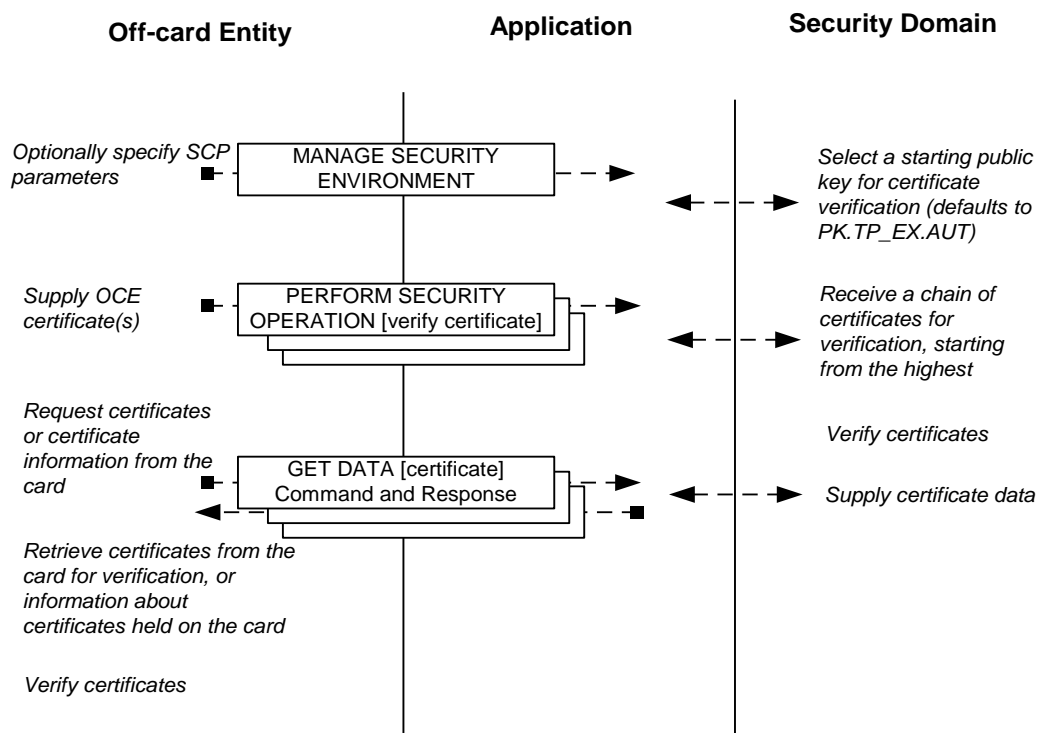 Off-card Entity
Application
Security Domain
Optionally specify SCP
parameters
MANAGE SECURITY
ENVIRONMENT
Select a starting public
key for certificate
verification (defaults to
PK.TP_EX.AUT)
Supply OCE
certificate(s)
PERFORM SECURITY
OPERATION [verify certificate]
Receive a chain of
certificates for
verification, starting
from the highest
Request certificates
or certificate
information from the
card
Verify certificates
GET DATA [certificate]
Command and Response
Supply certificate data
Retrieve certificates from the
card for verification, or
information about
certificates held on the card
Verify certificates